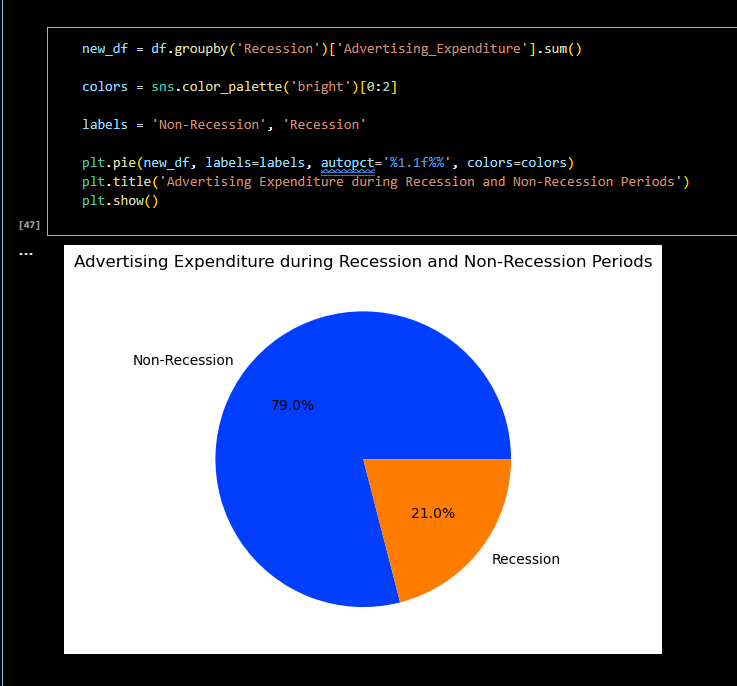 new_df = df.groupby('Recession')['Advertising_Expenditure'].sum()
colors = sns.color_palette('bright')[0:2]
labels = 'Non-Recession', 'Recession'
plt.pie(new_df, labels=labels, autopct='%1.1f%%', colors=colors)
plt.title('Advertising Expenditure during Recession and Non-Recession Periods')
plt.show()
[47]
...
Advertising Expenditure during Recession and Non-Recession Periods
Non-Recession
79.0%
21.0%
Recession